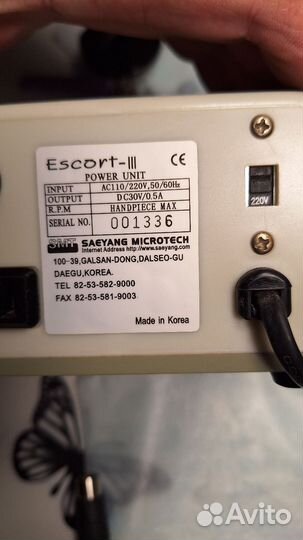 Escort-III CE
POWER UNIT
INPUT AC110/220V,50/60Hz
OUTPUT DC30V/0.5A
R.P.M HANDPIECE MAX
SERIAL NO. 001336
SMT SAEYANG MICROTECH
Internet Address http://www.saeyang.com
100-39,GALSAN-DONG,DALSEO-GU
DAEGU,KOREA.
TEL 82-53-582-9000
FAX 82-53-581-9003
Made in Korea
220V
Avito